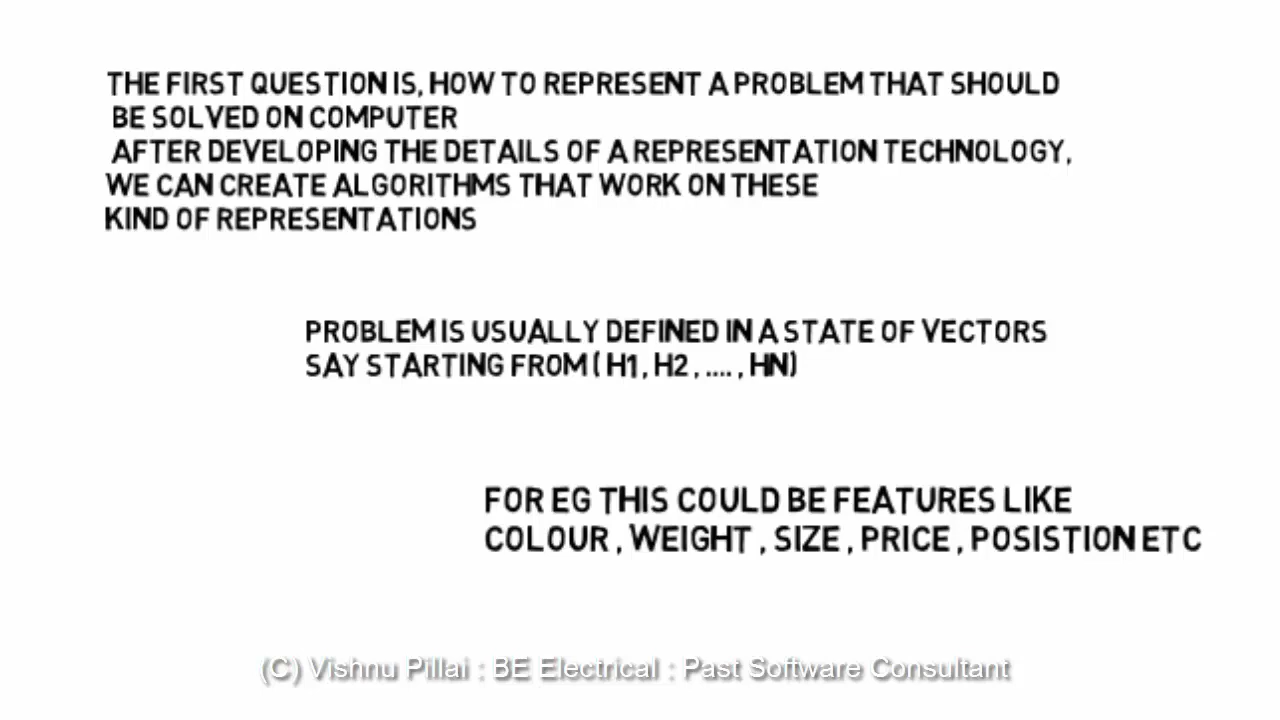 THE FIRST QUESTION IS, HOW TO REPRESENT A PROBLEM THAT SHOULD
BE SOLVED ON COMPUTER
AFTER DEVELOPING THE DETAILS OF A REPRESENTATION TECHNOLOGY,
WE CAN CREATE ALGORITHMS THAT WORK ON THESE
KIND OF REPRESENTATIONS
PROBLEM IS USUALLY DEFINED IN A STATE OF VECTORS
SAY STARTING FROM ( H1 , H2 , .... , HN)
FOR EG THIS COULD BE FEATURES LIKE
COLOUR , WEIGHT , SIZE , PRICE , POSISTION ETC
(C) Vishnu Pillai : BE Electrical : Past Software Consultant